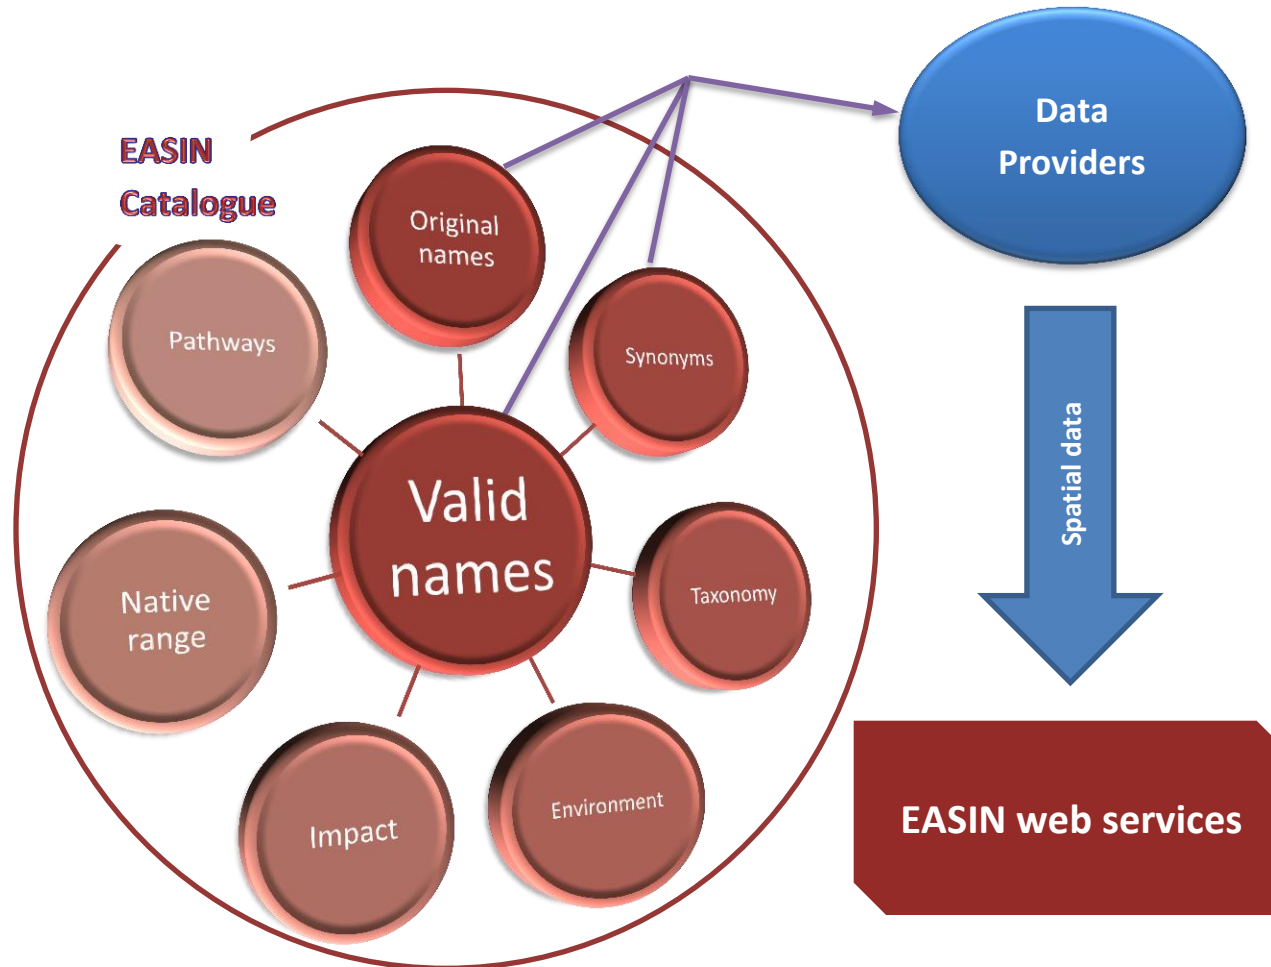 EASIN
Catalogue
Original
names
Pathways
Synonyms
Valid
names
Native
range
Taxonomy
Impact
Environment
Data
Providers
Spatial data
EASIN web services